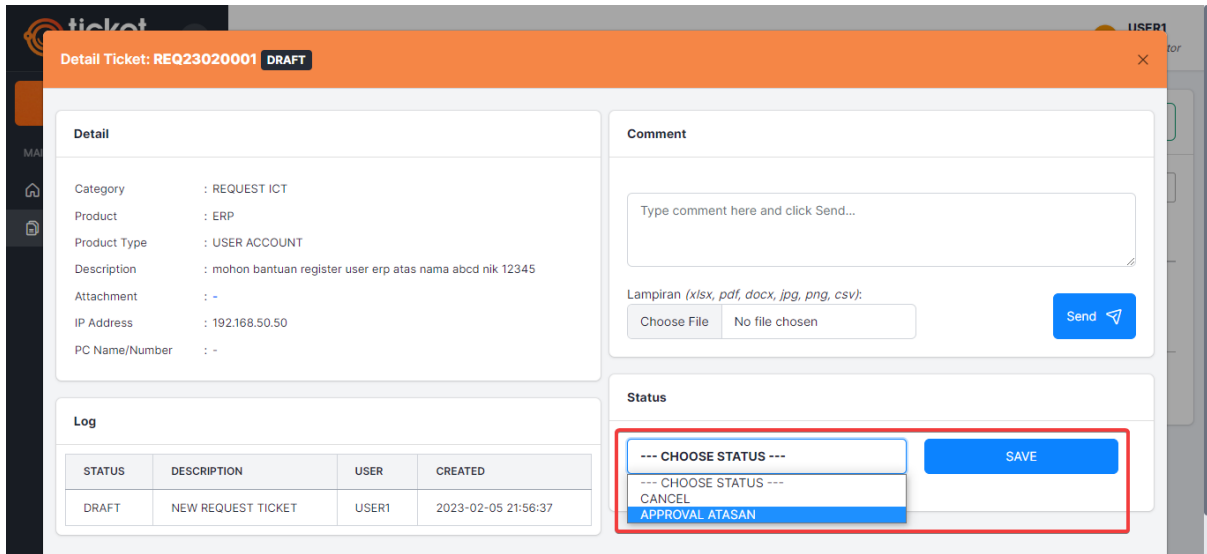 ticket
USER1
Detail Ticket: REQ23020001 DRAFT
Detail
Category : REQUEST ICT
Product : ERP
Product Type : USER ACCOUNT
Description : mohon bantuan register user erp atas nama abcd nik 12345
Attachment : -
IP Address : 192.168.50.50
PC Name/Number : -
Log
STATUS DESCRIPTION USER CREATED
DRAFT NEW REQUEST TICKET USER1 2023-02-05 21:56:37
Comment
Type comment here and click Send...
Lampiran (xlsx, pdf, docx, jpg, png, csv):
Choose File No file chosen
Send
Status
--- CHOOSE STATUS --- SAVE
--- CHOOSE STATUS ---
CANCEL
APPROVAL ATASAN